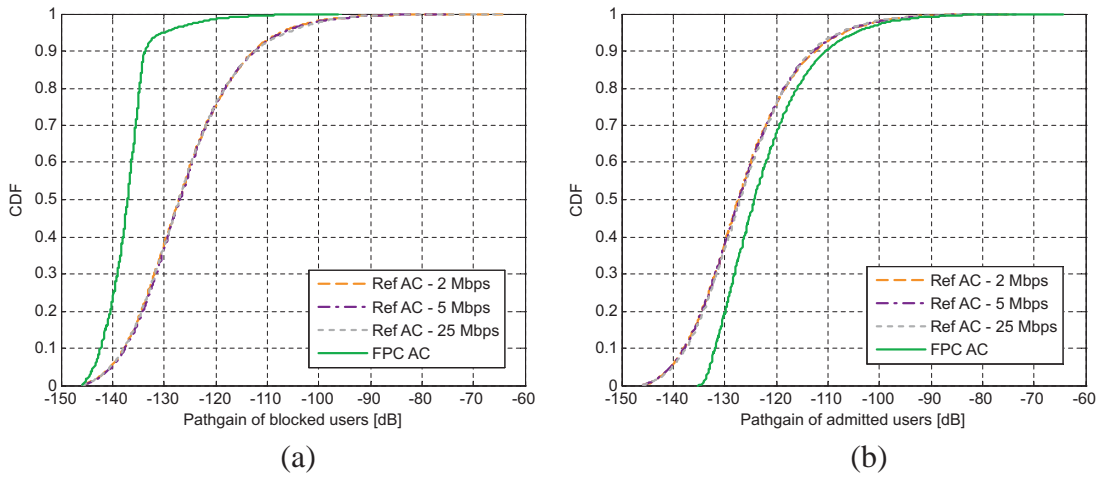 1
0.9
0.8
0.7
0.6
0.5
0.4
0.3
0.2
0.1
0
CDF
-150 -140 -130 -120 -110 -100 -90 -80 -70 -60
Pathgain of blocked users [dB]
Ref AC - 2 Mbps
Ref AC - 5 Mbps
Ref AC - 25 Mbps
FPC AC
(a)
1
0.9
0.8
0.7
0.6
0.5
0.4
0.3
0.2
0.1
0
CDF
-150 -140 -130 -120 -110 -100 -90 -80 -70 -60
Pathgain of admitted users [dB]
Ref AC - 2 Mbps
Ref AC - 5 Mbps
Ref AC - 25 Mbps
FPC AC
(b)